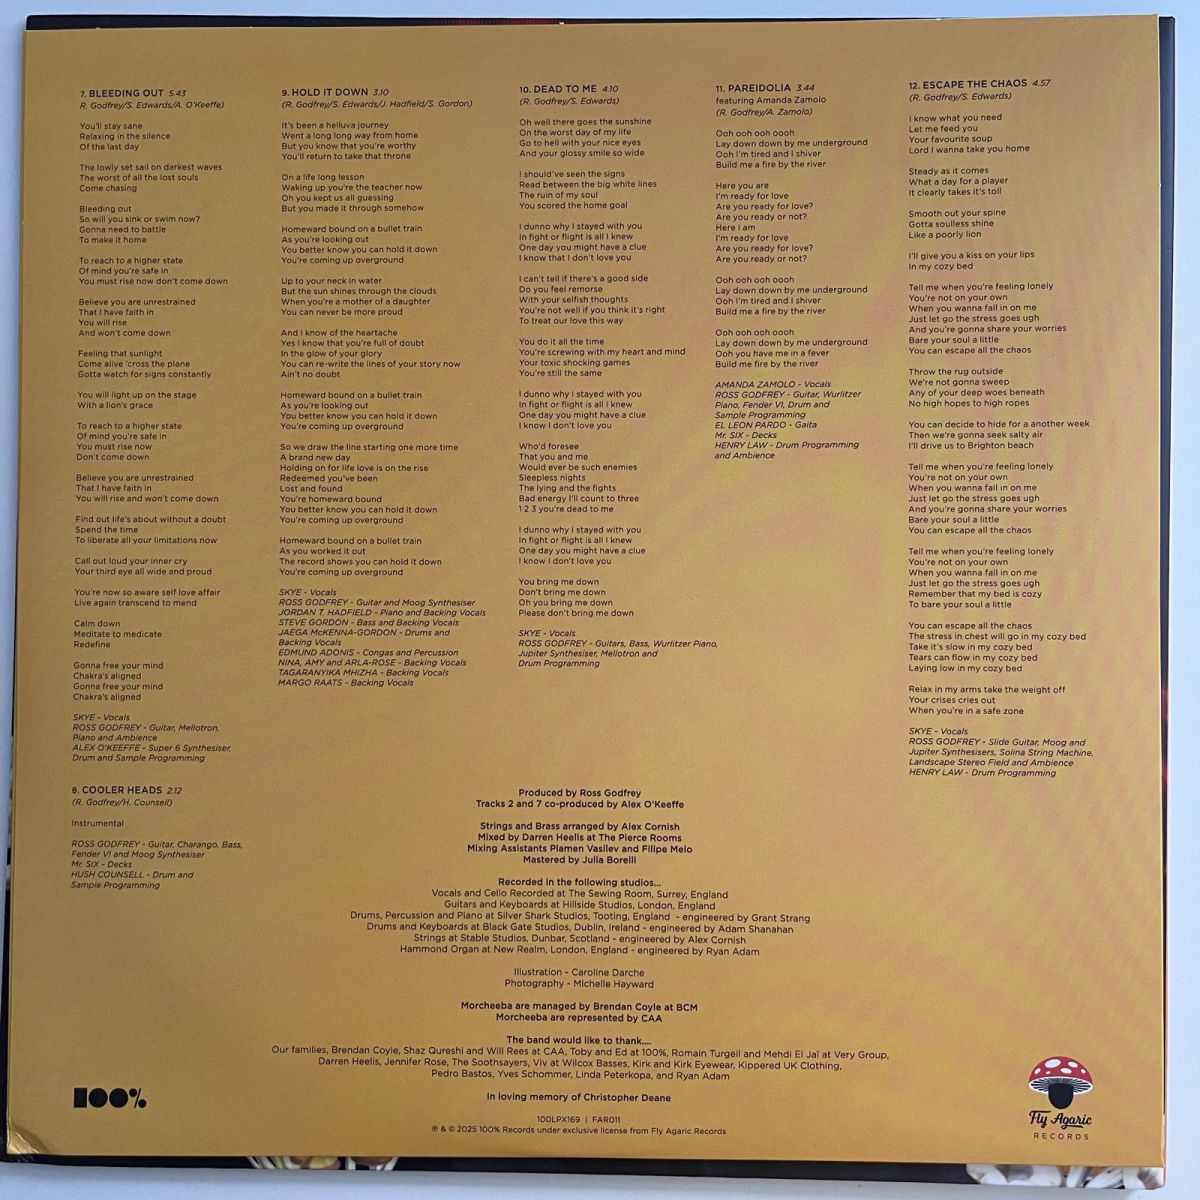 7. BLEEDING OUT 5.43
R. Godfrey/S. Edwards/A. O'Keeffe)
You'll stay sane
Relaxing in the silence
Of the last day
The lowly set sail on darkest waves
The worst of all the lost souls
Come chasing
Bleeding out
So will you sink or swim now?
Gonna need to battle
To make it home
To reach to a higher state
Of mind you're safe in
You must rise now don't come down
Believe you are unrestrained
That I have faith in
You will rise
And won't come down
Feeling that sunlight
Come alive 'cross the plane
Gotta watch for signs constantly
You will light up on the stage
With a lion's grace
To reach to a higher state
Of mind you're safe in
You must rise now
Don't come down
Believe you are unrestrained
That I have faith in
You will rise and won't come down
Find out life's about without a doubt
Spend the time
To liberate all your limitations now
Call out loud your inner cry
Your third eye all wide and proud
You're now so aware self love affair
Live again transcend to mend
Calm down
Meditate to medicate
Redefine
Gonna free your mind
Chakra's aligned
Gonna free your mind
Chakra's aligned
SKYE - Vocals
ROSS GODFREY - Guitar, Mellotron,
Piano and Ambience
ALEX O'KEEFFE - Super 6 Synthesiser,
Drum and Sample Programming
8. COOLER HEADS 2.12
(R. Godfrey/H. Counsell)
Instrumental
ROSS GODFREY - Guitar, Charango, Bass,
Fender VI and Moog Synthesiser
Mr. SIX - Decks
HUSH COUNSELL - Drum and
Sample Programming
9. HOLD IT DOWN 3.10
(R. Godfrey/S. Edwards/J. Hadfield/S. Gordon)
It's been a helluva journey
Went a long long way from home
But you know that you're worthy
You'll return to take that throne
On a life long lesson
Waking up you're the teacher now
Oh you kept us all guessing
But you made it through somehow
Homeward bound on a bullet train
As you're looking out
You better know you can hold it down
You're coming up overground
Up to your neck in water
But the sun shines through the clouds
When you're a mother of a daughter
You can never be more proud
And I know of the heartache
Yes I know that you're full of doubt
In the glow of your glory
You can re-write the lines of your story now
Ain't no doubt
Homeward bound on a bullet train
As you're looking out
You better know you can hold it down
You're coming up overground
So we draw the line starting one more time
A brand new day
Holding on for life love is on the rise
Redeemed you've been
Lost and found
You're homeward bound
You better know you can hold it down
You're coming up overground
Homeward bound on a bullet train
As you worked it out
The record shows you can hold it down
You're coming up overground
SKYE - Vocals
ROSS GODFREY - Guitar and Moog Synthesiser
JORDAN T. HADFIELD - Piano and Backing Vocals
STEVE GORDON - Bass and Backing Vocals
JAEGA McKENNA-GORDON - Drums and
Backing Vocals
EDMUND ADONIS - Congas and Percussion
NINA, AMY and ARLA-ROSE - Backing Vocals
TAGARANYIKA MHIZHA - Backing Vocals
MARGO RAATS - Backing Vocals
10. DEAD TO ME 4.10
(R. Godfrey/S. Edwards)
Oh well there goes the sunshine
On the worst day of my life
Go to hell with your nice eyes
And your glossy smile so wide
I should've seen the signs
Read between the big white lines
The ruin of my soul
You scored the home goal
I dunno why I stayed with you
In fight or flight is all I knew
One day you might have a clue
I know that I don't love you
I can't tell if there's a good side
Do you feel remorse
With your selfish thoughts
You're not well if you think it's right
To treat our love this way
You do it all the time
You're screwing with my heart and mind
Your toxic shocking games
You're still the same
I dunno why I stayed with you
In fight or flight is all I knew
One day you might have a clue
I know I don't love you
Who'd foresee
That you and me
Would ever be such enemies
Sleepless nights
The lying and the fights
Bad energy I'll count to three
1 2 3 you're dead to me
I dunno why I stayed with you
In fight or flight is all I knew
One day you might have a clue
I know I don't love you
You bring me down
Don't bring me down
Oh you bring me down
Please don't bring me down
SKYE - Vocals
ROSS GODFREY - Guitars, Bass, Wurlitzer Piano,
Jupiter Synthesiser, Mellotron and
Drum Programming
11. PAREIDOLIA 3.44
featuring Amanda Zamolo
(R. Godfrey/A. Zamolo)
Ooh ooh ooh oooh
Lay down down by me underground
Ooh I'm tired and I shiver
Build me a fire by the river
Here you are
I'm ready for love
Are you ready for love?
Are you ready or not?
Here I am
I'm ready for love
Are you ready for love?
Are you ready or not?
Ooh ooh ooh oooh
Lay down down by me underground
Ooh I'm tired and I shiver
Build me a fire by the river
Ooh ooh ooh oooh
Lay down down by me underground
Ooh you have me in a fever
Build me fire by the river
AMANDA ZAMOLO - Vocals
ROSS GODFREY - Guitar, Wurlitzer
Piano, Fender VI, Drum and
Sample Programming
EL LEON PARDO - Gaita
Mr. SIX - Decks
HENRY LAW - Drum Programming
and Ambience
12. ESCAPE THE CHAOS 4.57
(R. Godfrey/S. Edwards)
I know what you need
Let me feed you
Your favourite soup
Lord I wanna take you home
Steady as it comes
What a day for a player
It clearly takes it's toll
Smooth out your spine
Gotta soulless shine
Like a poorly lion
I'll give you a kiss on your lips
In my cozy bed
Tell me when you're feeling lonely
You're not on your own
When you wanna fall in on me
Just let go the stress goes ugh
And you're gonna share your worries
Bare your soul a little
You can escape all the chaos
Throw the rug outside
We're not gonna sweep
Any of your deep woes beneath
No high hopes to high ropes
You can decide to hide for a another week
Then we're gonna seek salty air
I'll drive us to Brighton beach
Tell me when you're feeling lonely
You're not on your own
When you wanna fall in on me
Just let go the stress goes ugh
And you're gonna share your worries
Bare your soul a little
You can escape all the chaos
Tell me when you're feeling lonely
You're not on your own
When you wanna fall in on me
Just let go the stress goes ugh
Remember that my bed is cozy
To bare your soul a little
You can escape all the chaos
The stress in chest will go in my cozy bed
Take it's slow in my cozy bed
Tears can flow in my cozy bed
Laying low in my cozy bed
Relax in my arms take the weight off
Your crises cries out
When you're in a safe zone
SKYE - Vocals
ROSS GODFREY - Slide Guitar, Moog and
Jupiter Synthesisers, Solina String Machine,
Landscape Stereo Field and Ambience
HENRY LAW - Drum Programming
Produced by Ross Godfrey
Tracks 2 and 7 co-produced by Alex O'Keeffe
Strings and Brass arranged by Alex Cornish
Mixed by Darren Heelis at The Pierce Rooms
Mixing Assistants Plamen Vasilev and Filipe Melo
Mastered by Julia Borelli
Recorded in the following studios...
Vocals and Cello Recorded at The Sewing Room, Surrey, England
Guitars and Keyboards at Hillside Studios, London, England
Drums, Percussion and Piano at Silver Shark Studios, Tooting, England - engineered by Grant Strang
Drums and Keyboards at Black Gate Studios, Dublin, Ireland - engineered by Adam Shanahan
Strings at Stable Studios, Dunbar, Scotland - engineered by Alex Cornish
Hammond Organ at New Realm, London, England - engineered by Ryan Adam
Illustration - Caroline Darche
Photography - Michelle Hayward
Morcheeba are managed by Brendan Coyle at BCM
Morcheeba are represented by CAA
The band would like to thank....
Our families, Brendan Coyle, Shaz Qureshi and Will Rees at CAA, Toby and Ed at 100%, Romain Turgeil and Mehdi El Jaï at Very Group,
Darren Heelis, Jennifer Rose, The Soothsayers, Viv at Wilcox Basses, Kirk and Kirk Eyewear, Kippered UK Clothing,
Pedro Bastos, Yves Schommer, Linda Peterkopa, and Ryan Adam
In loving memory of Christopher Deane
100LPX169 | FAR011
℗ & © 2025 100% Records under exclusive license from Fly Agaric Records
100%
Fly Agaric
RECORDS